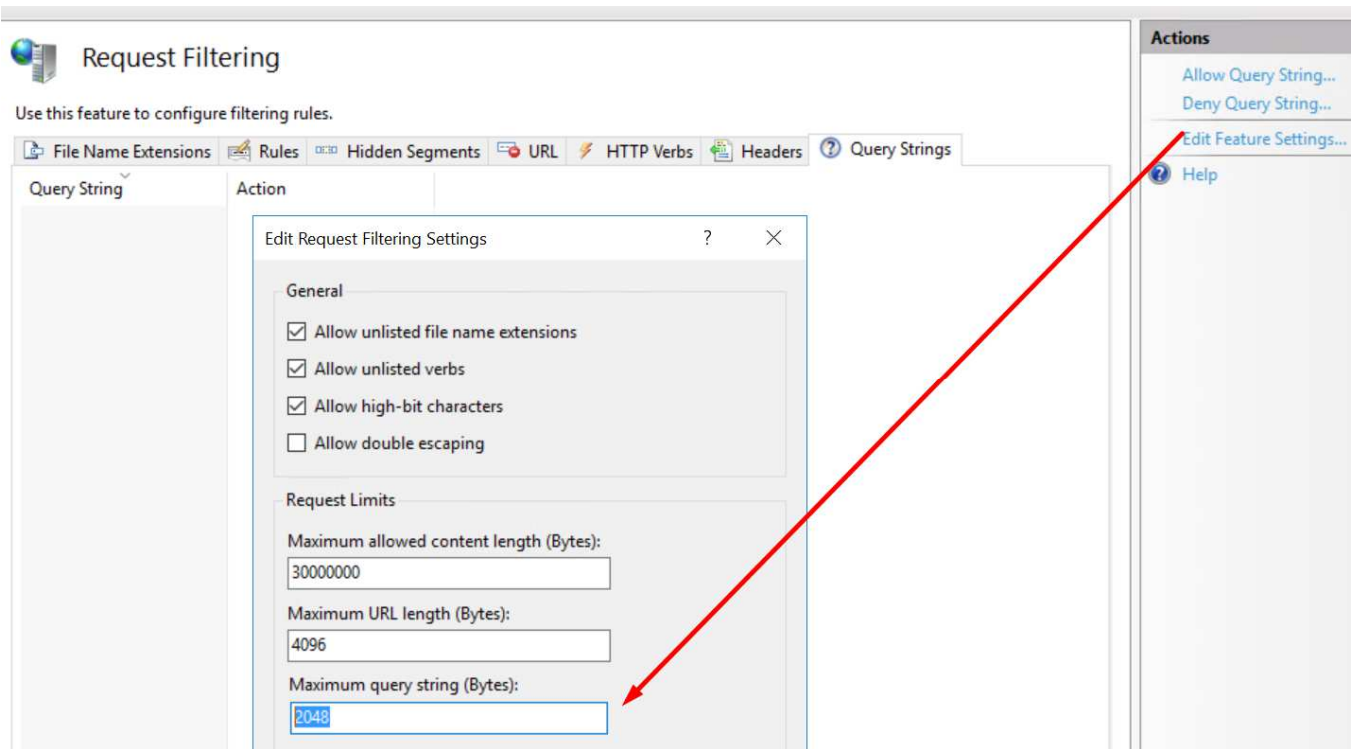 Request Filtering
Use this feature to configure filtering rules.
File Name Extensions Rules Hidden Segments URL HTTP Verbs Headers Query Strings
Query String Action
Edit Request Filtering Settings ?
General
Allow unlisted file name extensions
Allow unlisted verbs
Allow high-bit characters
Allow double escaping
Request Limits
Maximum allowed content length (Bytes):
30000000
Maximum URL length (Bytes):
4096
Maximum query string (Bytes):
2048
Actions
Allow Query String...
Deny Query String...
Edit Feature Settings...
Help